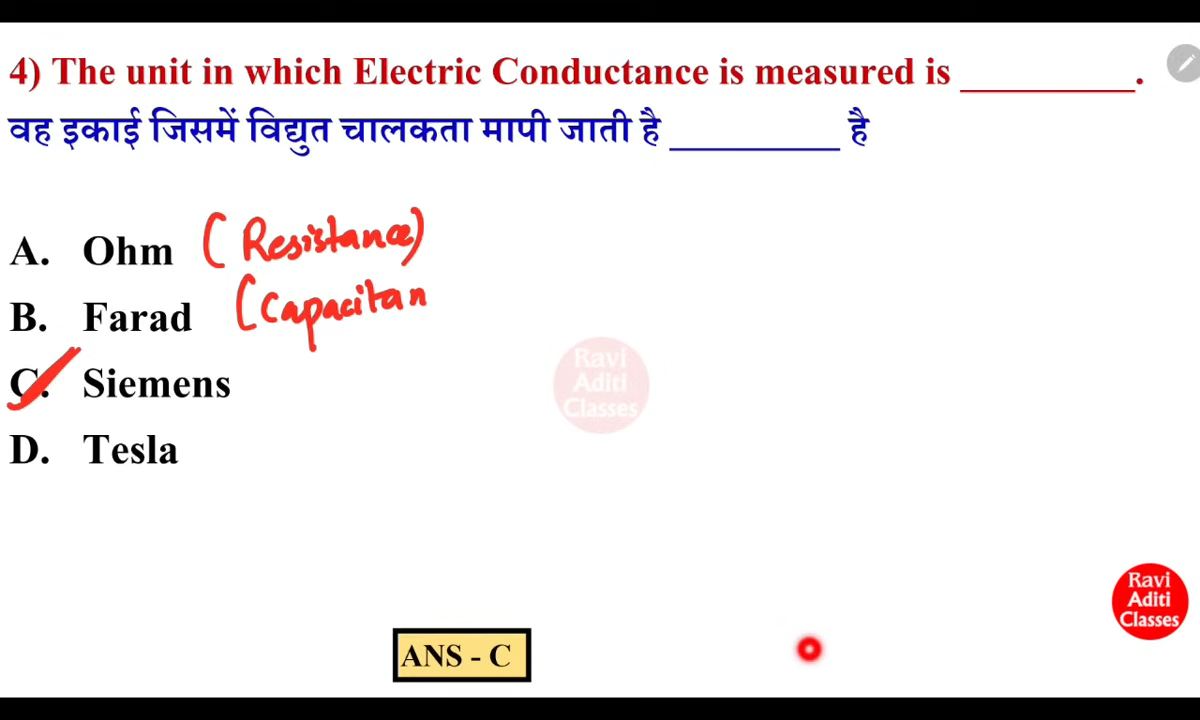 4) The unit in which Electric Conductance is measured is __________.
वह इकाई जिसमें विद्युत चालकता मापी जाती है __________ है
A. Ohm (Resistance)
B. Farad (Capacitan
C. Siemens
D. Tesla
Ravi
Aditi
Classes
Ravi
Aditi
Classes
ANS - C